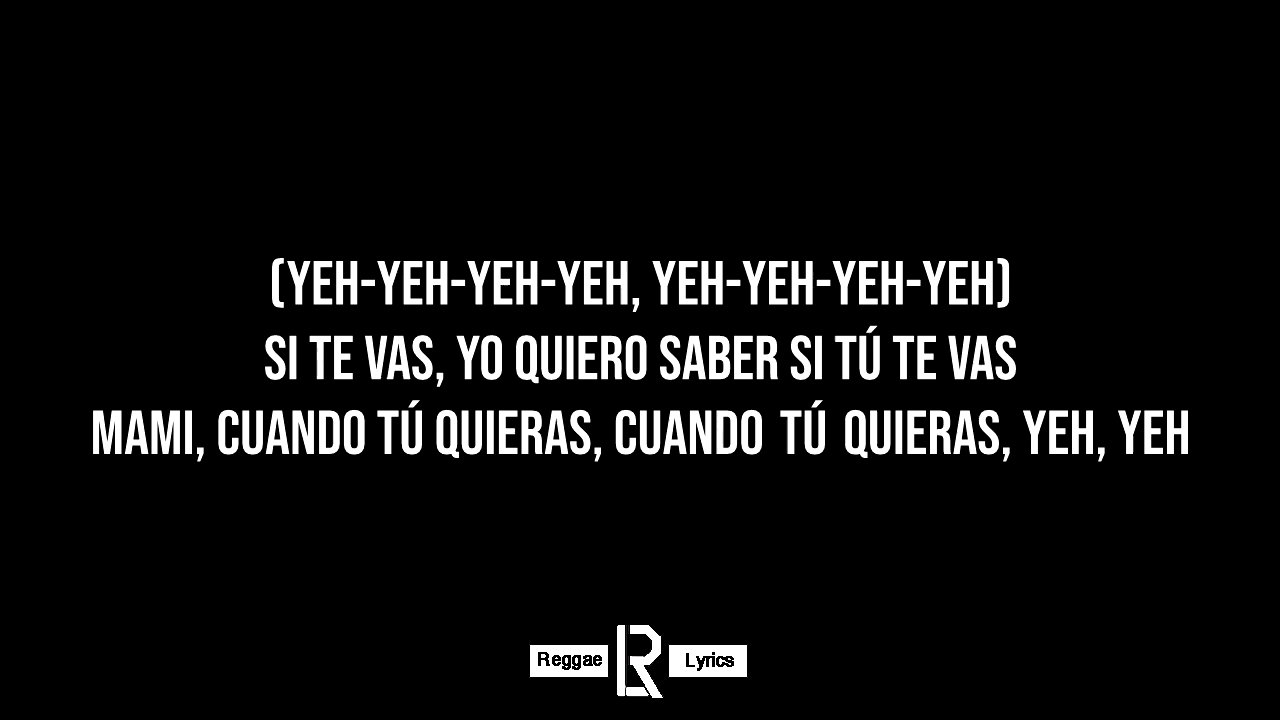 (YEH-YEH-YEH-YEH, YEH-YEH-YEH-YEH)
SI TE VAS, YO QUIERO SABER SI TÚ TE VAS
MAMI, CUANDO TÚ QUIERAS, CUANDO TÚ QUIERAS, YEH, YEH
Reggae LR Lyrics